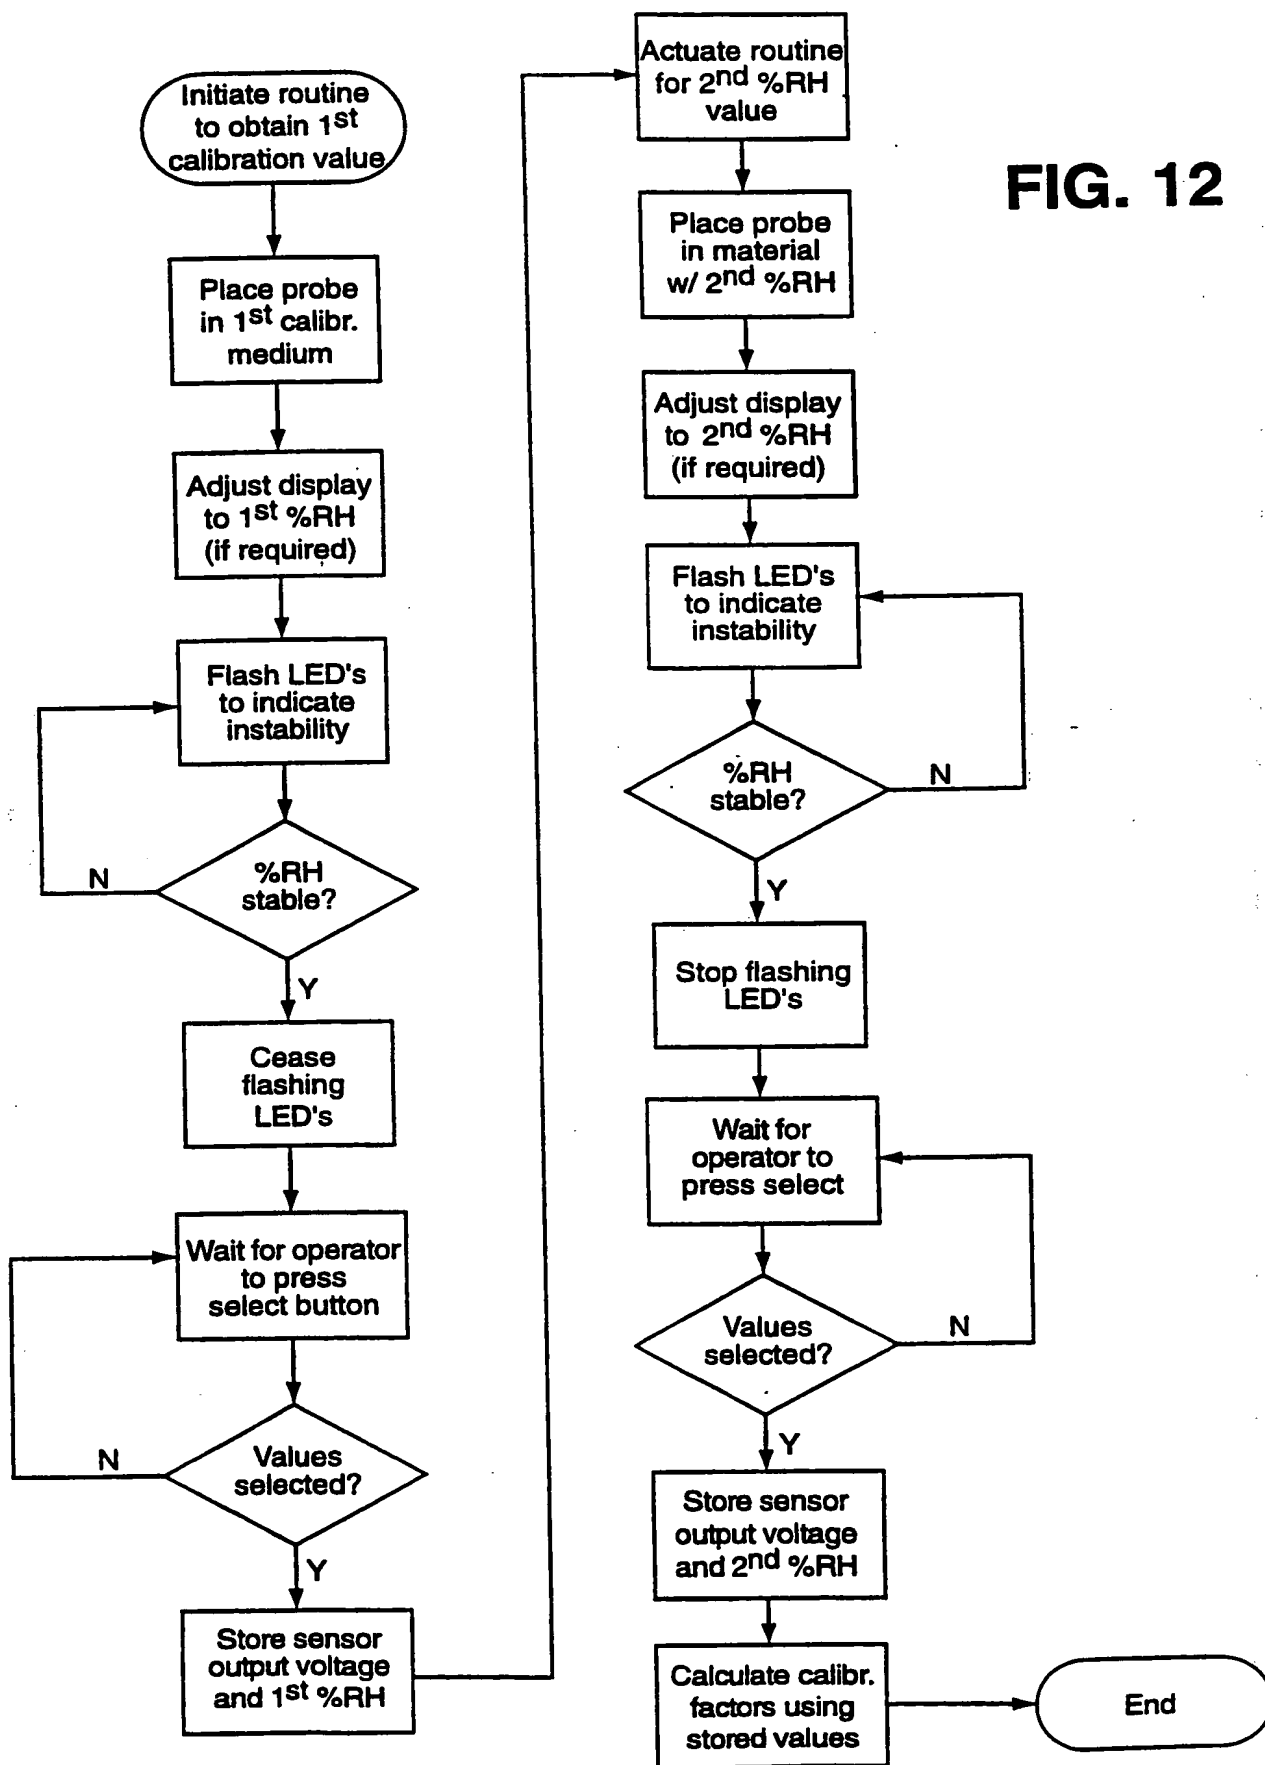 Initiate routine
to obtain 1st
calibration value
Place probe
in 1st calibr.
medium
Adjust display
to 1st %RH
(if required)
Flash LED's
to indicate
instability
%RH
stable?
N
Y
Cease
flashing
LED's
Wait for operator
to press
select button
Values
selected?
N
Y
Store sensor
output voltage
and 1st %RH
Actuate routine
for 2nd %RH
value
Place probe
in material
w/ 2nd %RH
Adjust display
to 2nd %RH
(if required)
Flash LED's
to indicate
instability
%RH
stable?
N
Y
Stop flashing
LED's
Wait for
operator to
press select
Values
selected?
N
Y
Store sensor
output voltage
and 2nd %RH
Calculate calibr.
factors using
stored values
End
FIG. 12